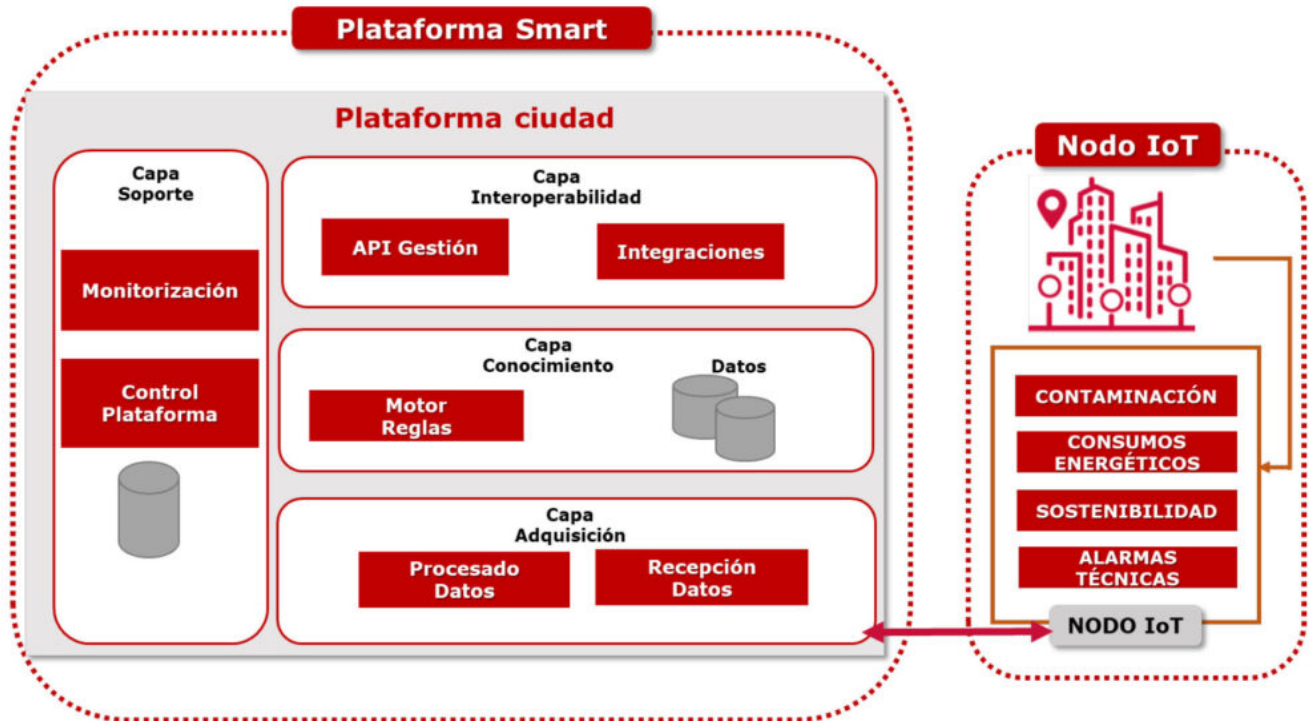 Plataforma Smart
Plataforma ciudad
Capa
Soporte
Monitorización
Control
Plataforma
Capa
Interoperabilidad
API Gestión
Integraciones
Capa
Conocimiento
Datos
Motor
Reglas
Capa
Adquisición
Procesado
Datos
Recepción
Datos
Nodo IoT
CONTAMINACIÓN
CONSUMOS
ENERGÉTICOS
SOSTENIBILIDAD
ALARMAS
TÉCNICAS
NODO IoT